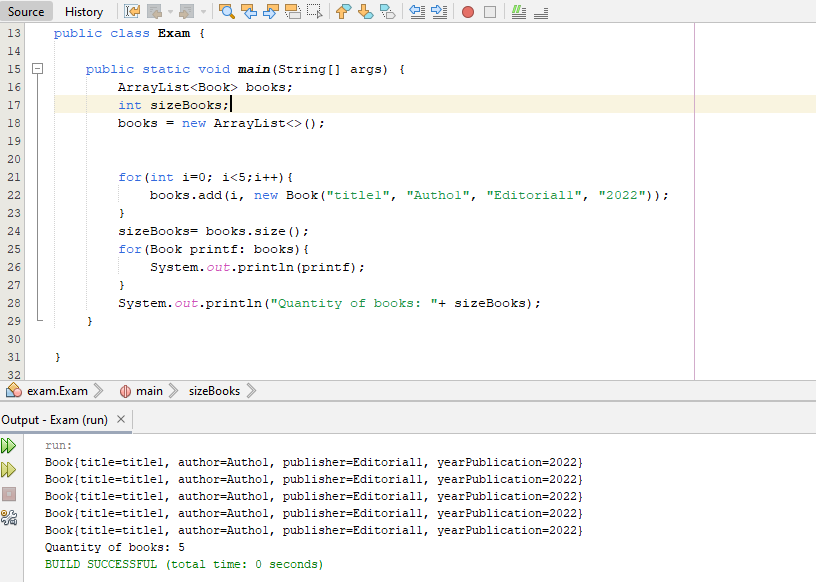 Source History
13 public class Exam {
14
15 public static void main(String[] args) {
16 ArrayList<Book> books;
17 int sizeBooks;
18 books = new ArrayList<>();
19
20
21 for(int i=0; i<5;i++){
22 books.add(i, new Book("title1", "Autho1", "Editorial1", "2022"));
23 }
24 sizeBooks= books.size();
25 for(Book printf: books){
26 System.out.println(printf);
27 }
28 System.out.println("Quantity of books: "+ sizeBooks);
29 }
30
31 }
32
exam.Exam main sizeBooks
Output - Exam (run) ×
run:
Book{title=title1, author=Autho1, publisher=Editorial1, yearPublication=2022}
Book{title=title1, author=Autho1, publisher=Editorial1, yearPublication=2022}
Book{title=title1, author=Autho1, publisher=Editorial1, yearPublication=2022}
Book{title=title1, author=Autho1, publisher=Editorial1, yearPublication=2022}
Book{title=title1, author=Autho1, publisher=Editorial1, yearPublication=2022}
Quantity of books: 5
BUILD SUCCESSFUL (total time: 0 seconds)